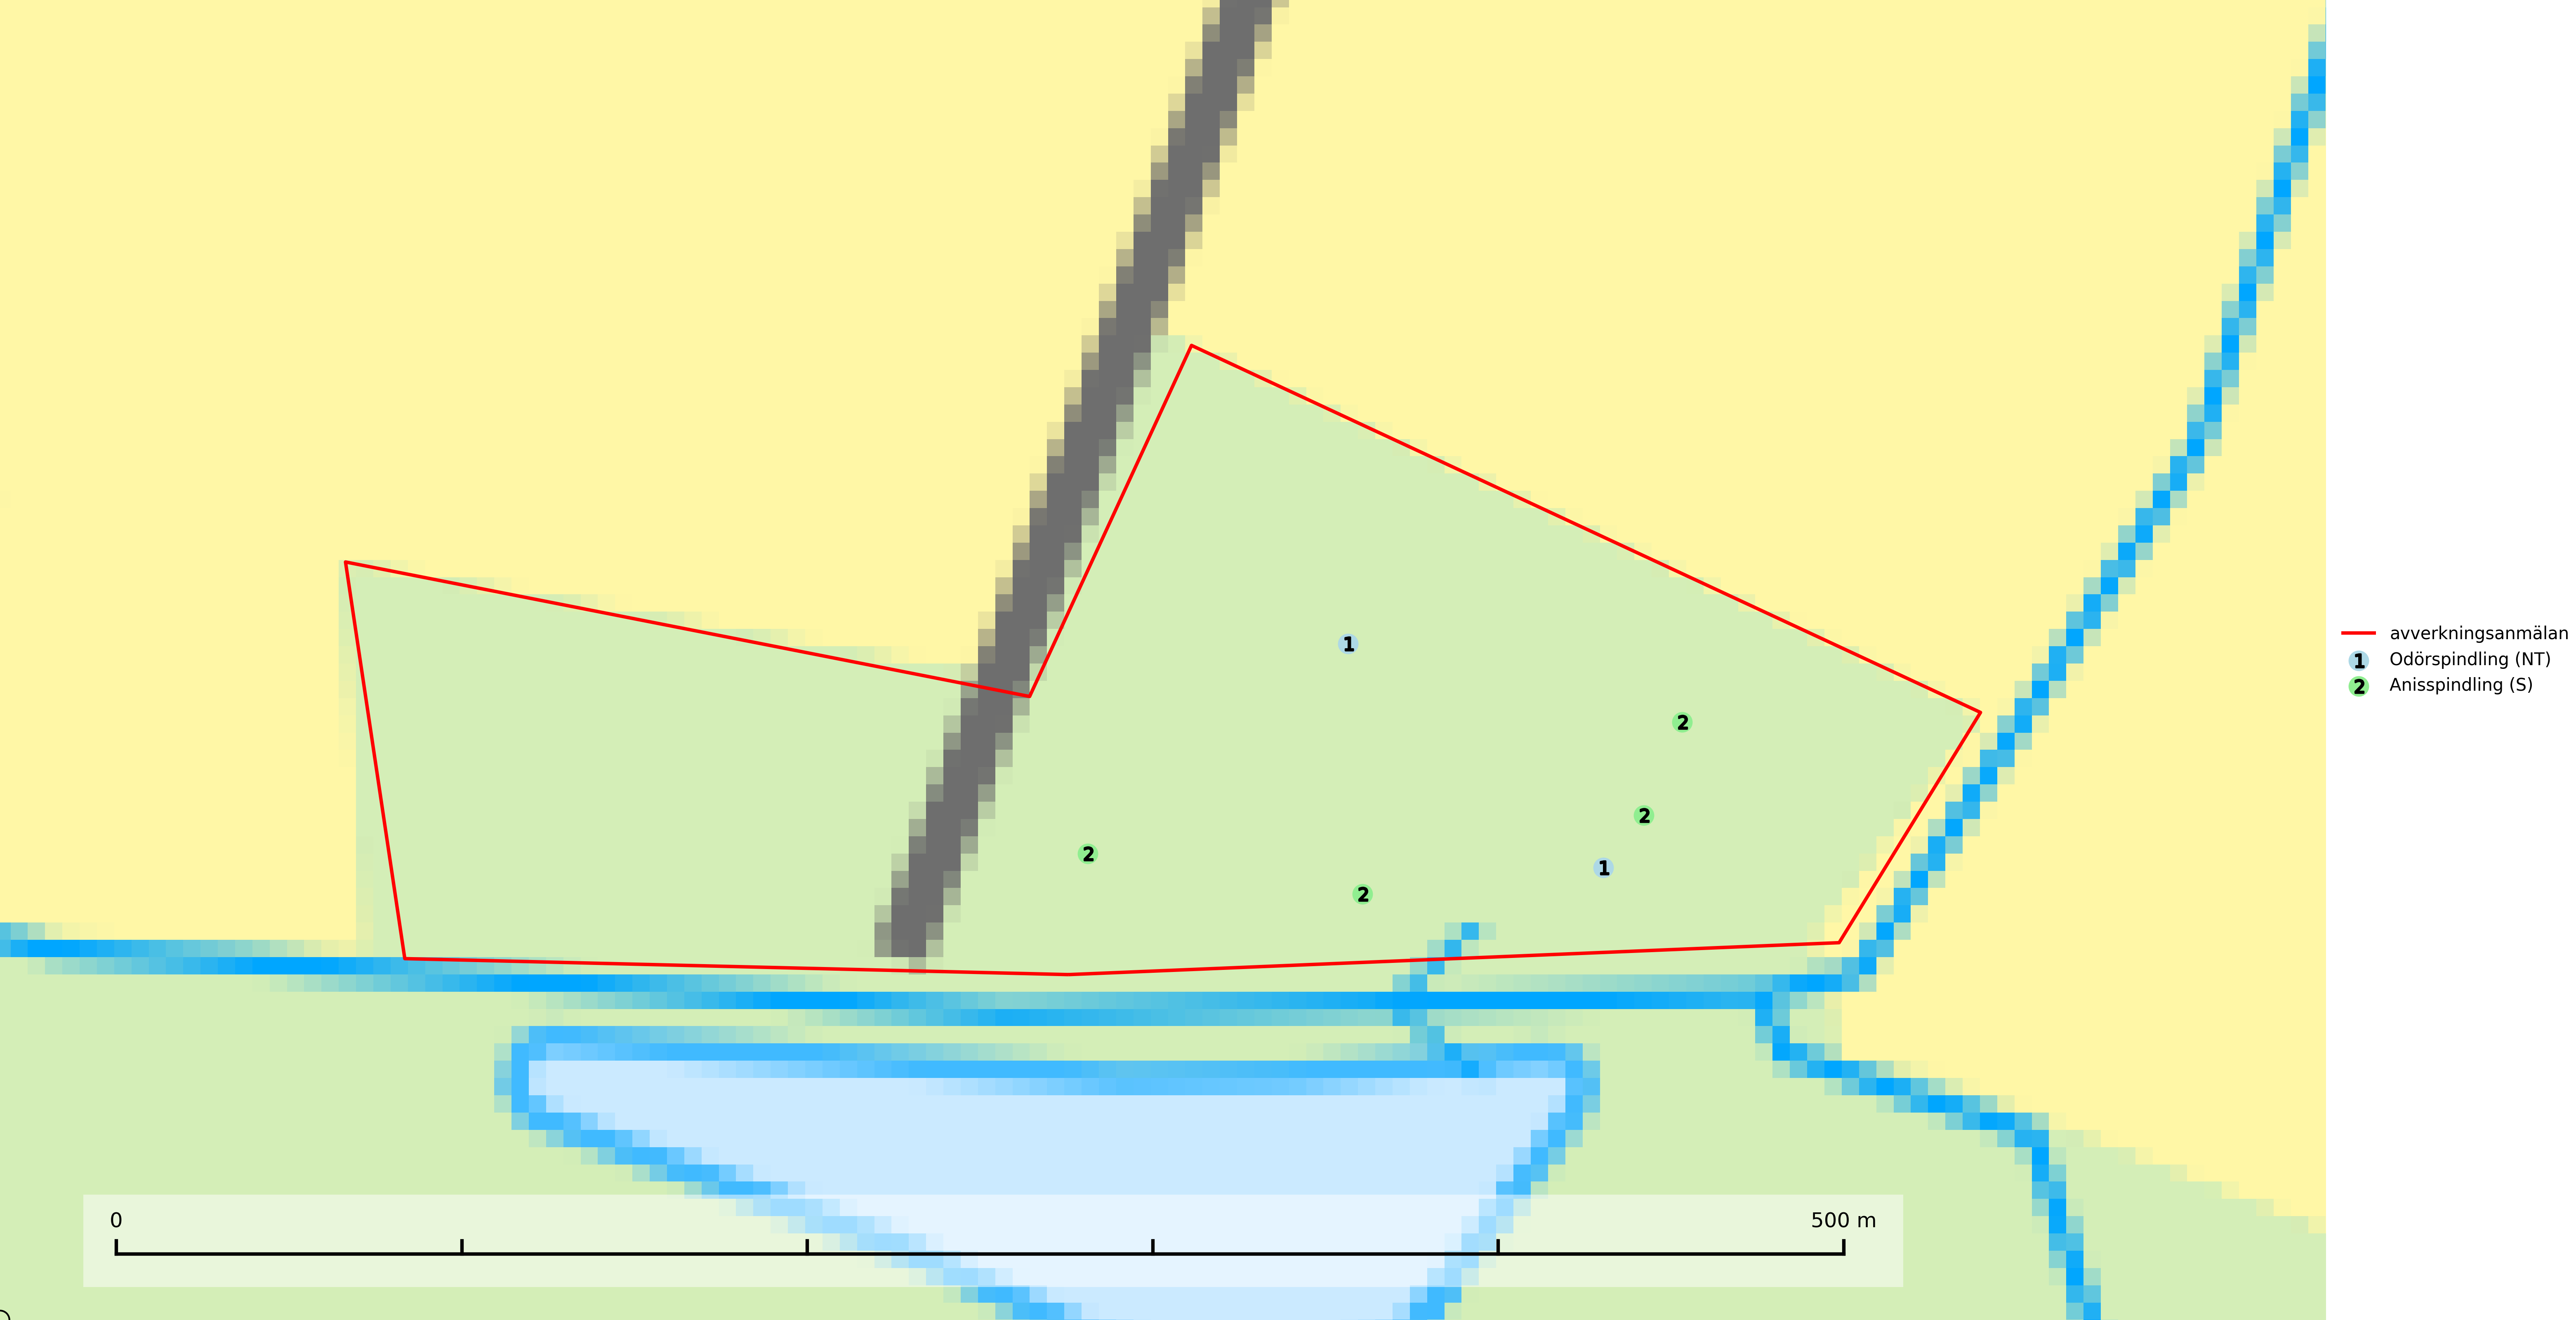 1
2
2
2
1
2
0
500 m
avverkningsanmälan
1 Odörspindling (NT)
2 Anisspindling (S)